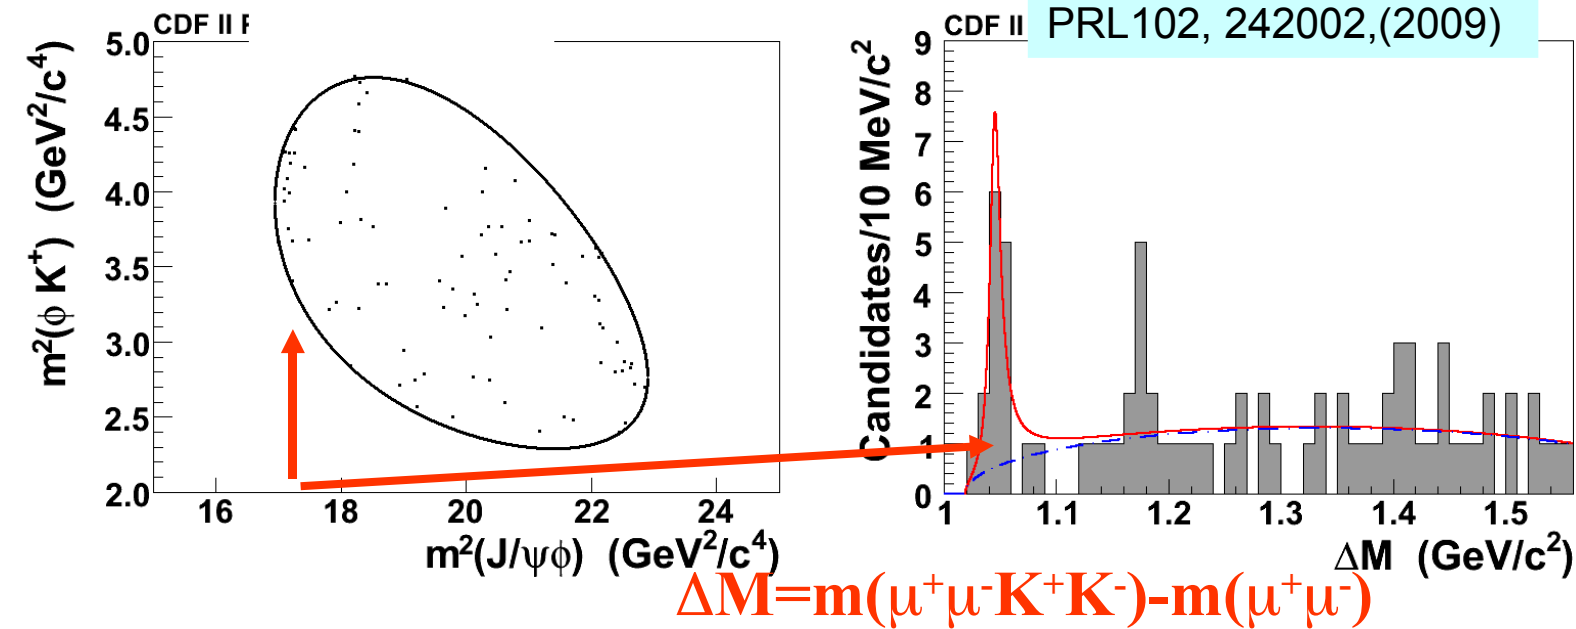 CDF II
m²(ϕ K⁺) (GeV²/c⁴)
5.0
4.5
4.0
3.5
3.0
2.5
2.0
16 18 20 22 24
m²(J/ψϕ) (GeV²/c⁴)
CDF II
PRL102, 242002,(2009)
Candidates/10 MeV/c²
9
8
7
6
5
4
3
2
1
0
1 1.1 1.2 1.3 1.4 1.5
ΔM (GeV/c²)
ΔM=m(μ⁺μ⁻K⁺K⁻)-m(μ⁺μ⁻)